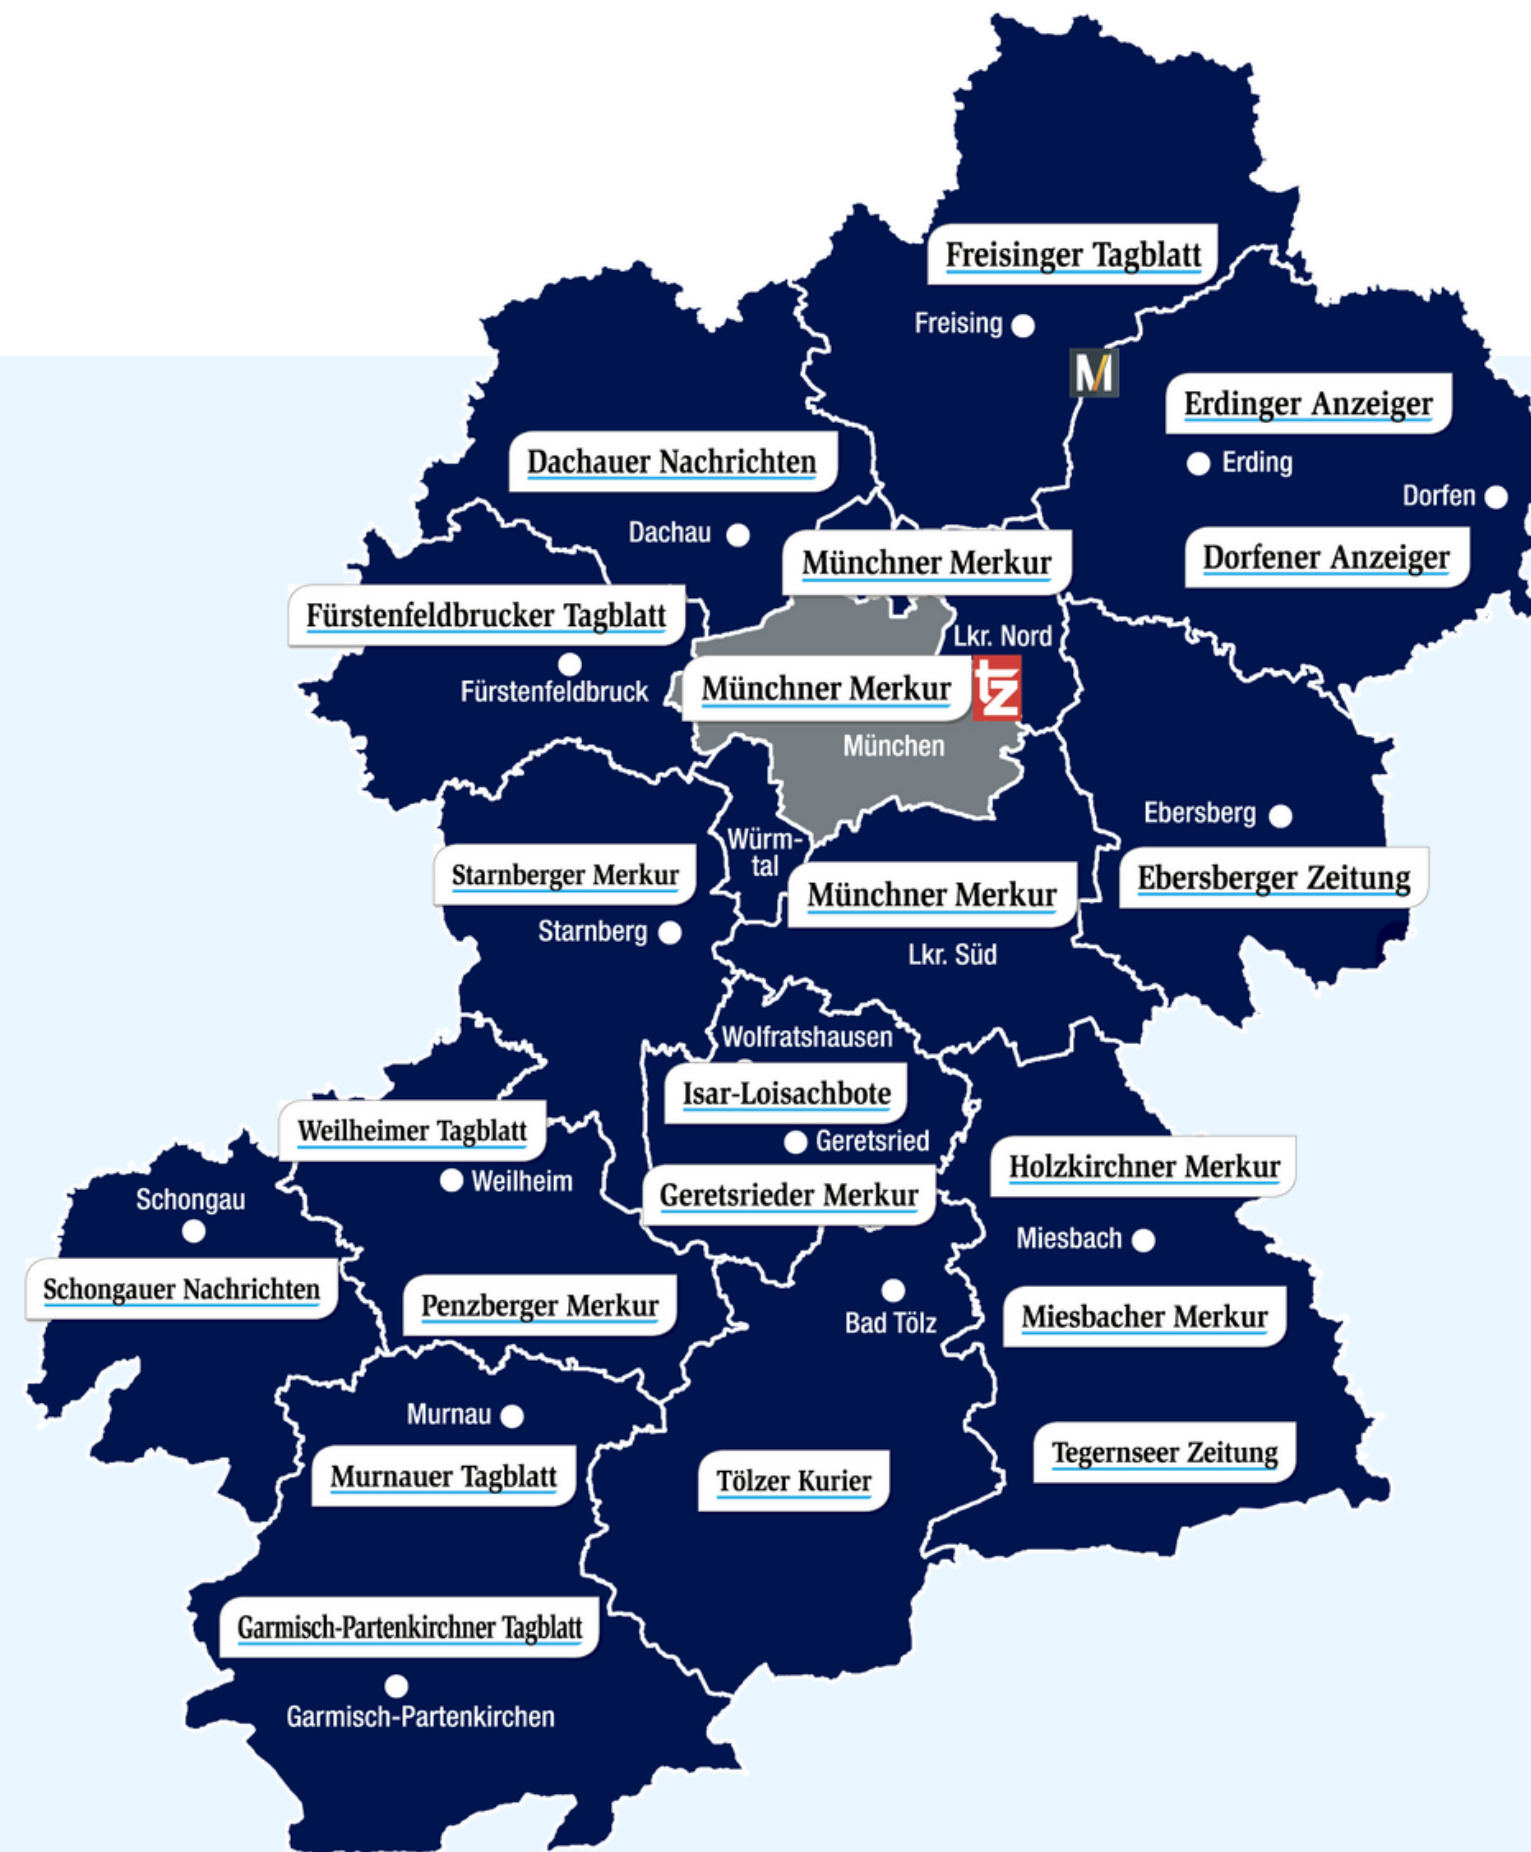 Freisinger Tagblatt
Freising
M
Erdinger Anzeiger
Dachauer Nachrichten
Erding
Dorfen
Dachau
Münchner Merkur
Dorfener Anzeiger
Fürstenfeldbrucker Tagblatt
Lkr. Nord
Fürstenfeldbruck
Münchner Merkur
tz
München
Ebersberg
Würm-
tal
Starnberger Merkur
Münchner Merkur
Ebersberger Zeitung
Starnberg
Lkr. Süd
Wolfratshausen
Isar-Loisachbote
Weilheimer Tagblatt
Geretsried
Holzkirchner Merkur
Weilheim
Schongau
Geretsrieder Merkur
Miesbach
Schongauer Nachrichten
Penzberger Merkur
Bad Tölz
Miesbacher Merkur
Murnau
Tegernseer Zeitung
Murnauer Tagblatt
Tölzer Kurier
Garmisch-Partenkirchner Tagblatt
Garmisch-Partenkirchen